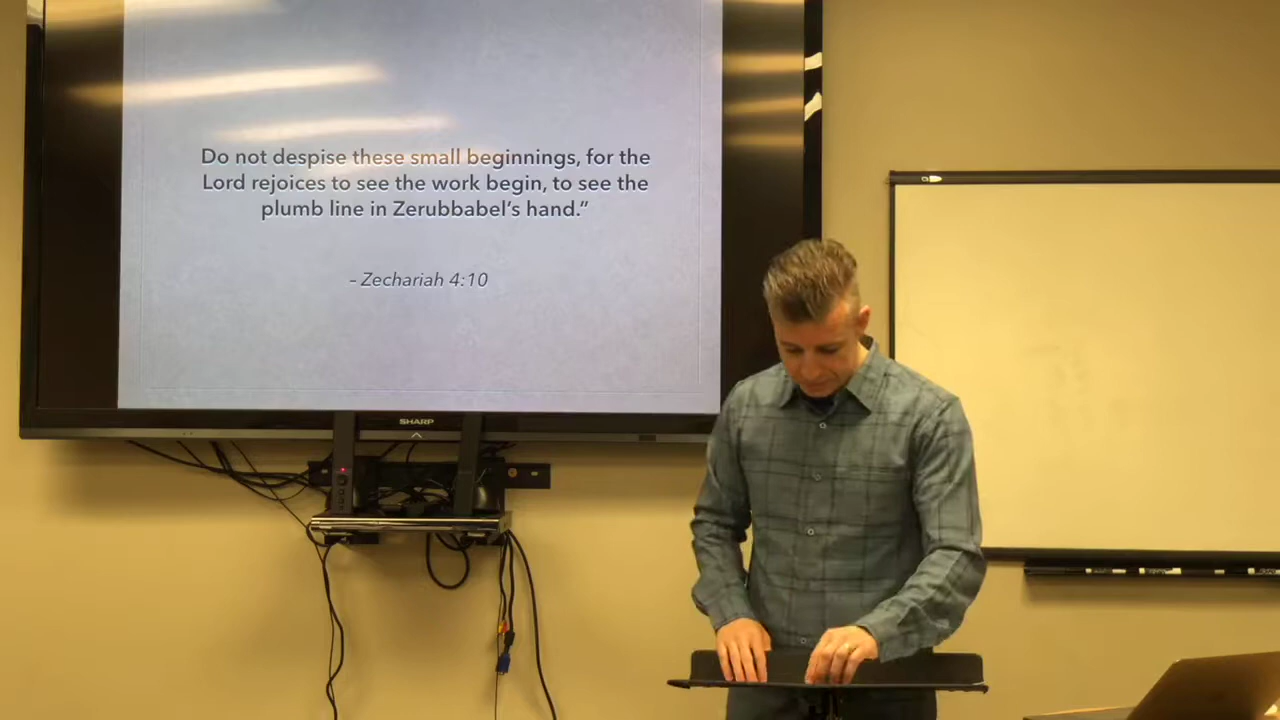 Do not despise these small beginnings, for the
Lord rejoices to see the work begin, to see the
plumb line in Zerubbabel’s hand.”
– Zechariah 4:10
SHARP